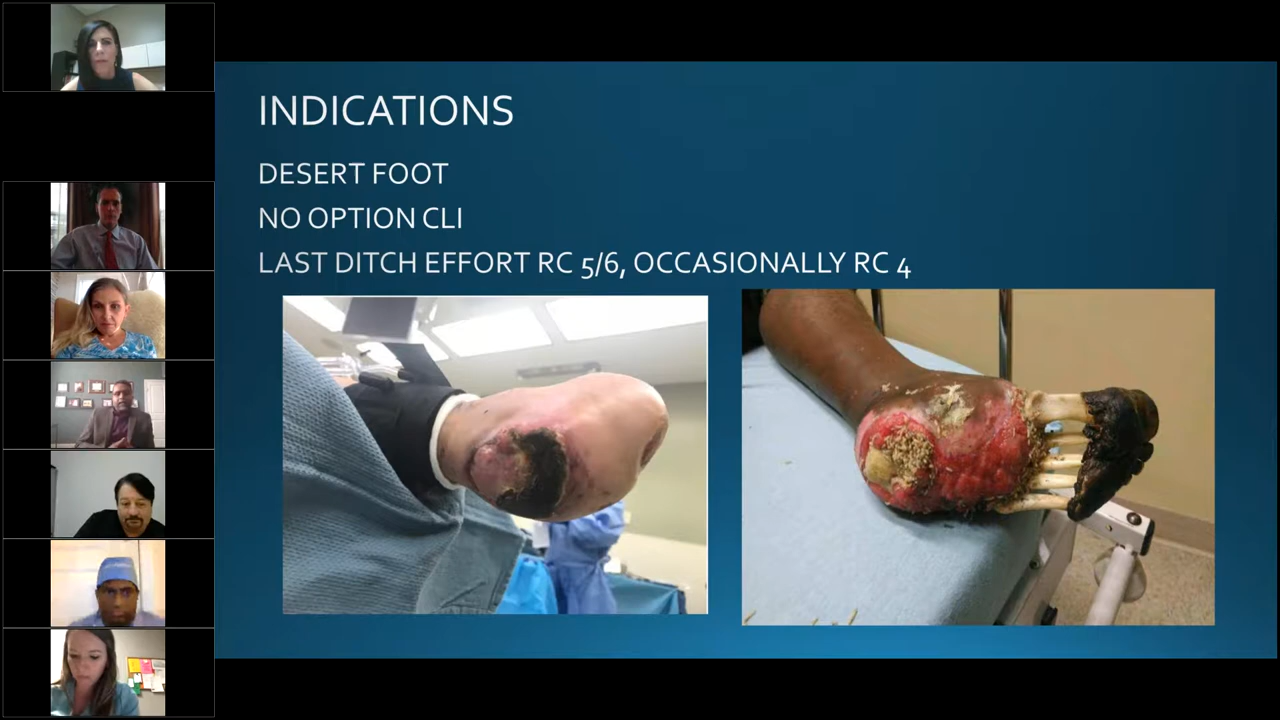 INDICATIONS
DESERT FOOT
NO OPTION CLI
LAST DITCH EFFORT RC 5/6, OCCASIONALLY RC 4